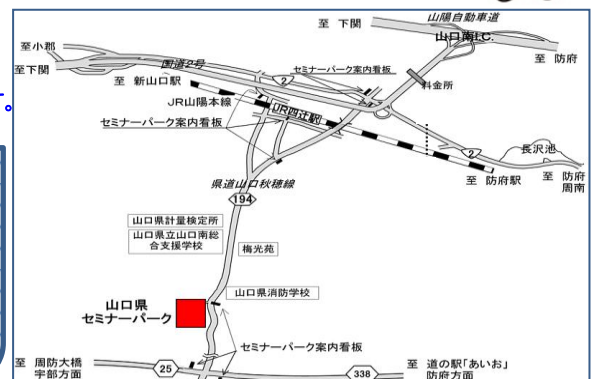 至 下関
山陽自動車道
山口南I.C.
至 防府
至小郡
至下関
国道2号
至 新山口駅
セミナーパーク案内看板
2
料金所
JR山陽本線
JR四辻駅
セミナーパーク案内看板
長沢池
2
至 防府駅
至 防府
周南
県道山口秋穂線
194
山口県計量検定所
山口県立山口南総
合支援学校
梅光苑
山口県消防学校
山口県
セミナーパーク
セミナーパーク案内看板
至 周防大橋
宇部方面
25
338
至 道の駅「あいお」
防府方面
。